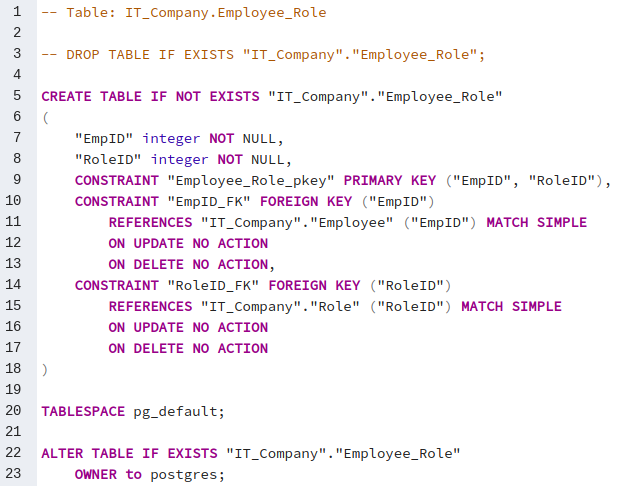 1 -- Table: IT_Company.Employee_Role
2
3 -- DROP TABLE IF EXISTS "IT_Company"."Employee_Role";
4
5 CREATE TABLE IF NOT EXISTS "IT_Company"."Employee_Role"
6 (
7     "EmpID" integer NOT NULL,
8     "RoleID" integer NOT NULL,
9     CONSTRAINT "Employee_Role_pkey" PRIMARY KEY ("EmpID", "RoleID"),
10     CONSTRAINT "EmpID_FK" FOREIGN KEY ("EmpID")
11         REFERENCES "IT_Company"."Employee" ("EmpID") MATCH SIMPLE
12         ON UPDATE NO ACTION
13         ON DELETE NO ACTION,
14     CONSTRAINT "RoleID_FK" FOREIGN KEY ("RoleID")
15         REFERENCES "IT_Company"."Role" ("RoleID") MATCH SIMPLE
16         ON UPDATE NO ACTION
17         ON DELETE NO ACTION
18 )
19
20 TABLESPACE pg_default;
21
22 ALTER TABLE IF EXISTS "IT_Company"."Employee_Role"
23     OWNER to postgres;